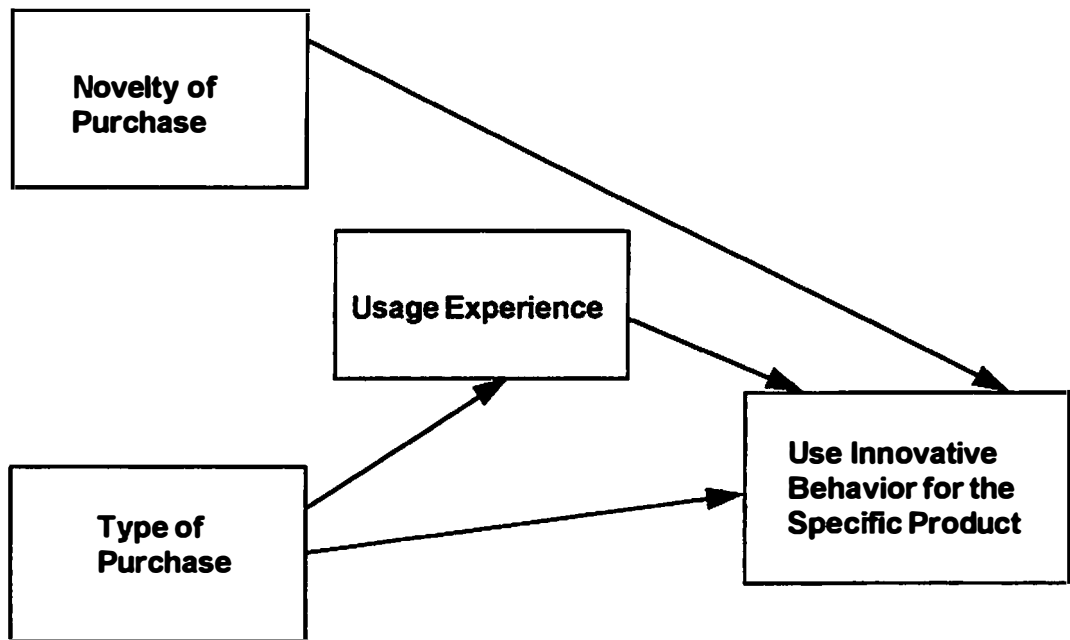 Novelty of
Purchase
Usage Experience
Use Innovative
Behavior for the
Specific Product
Type of
Purchase